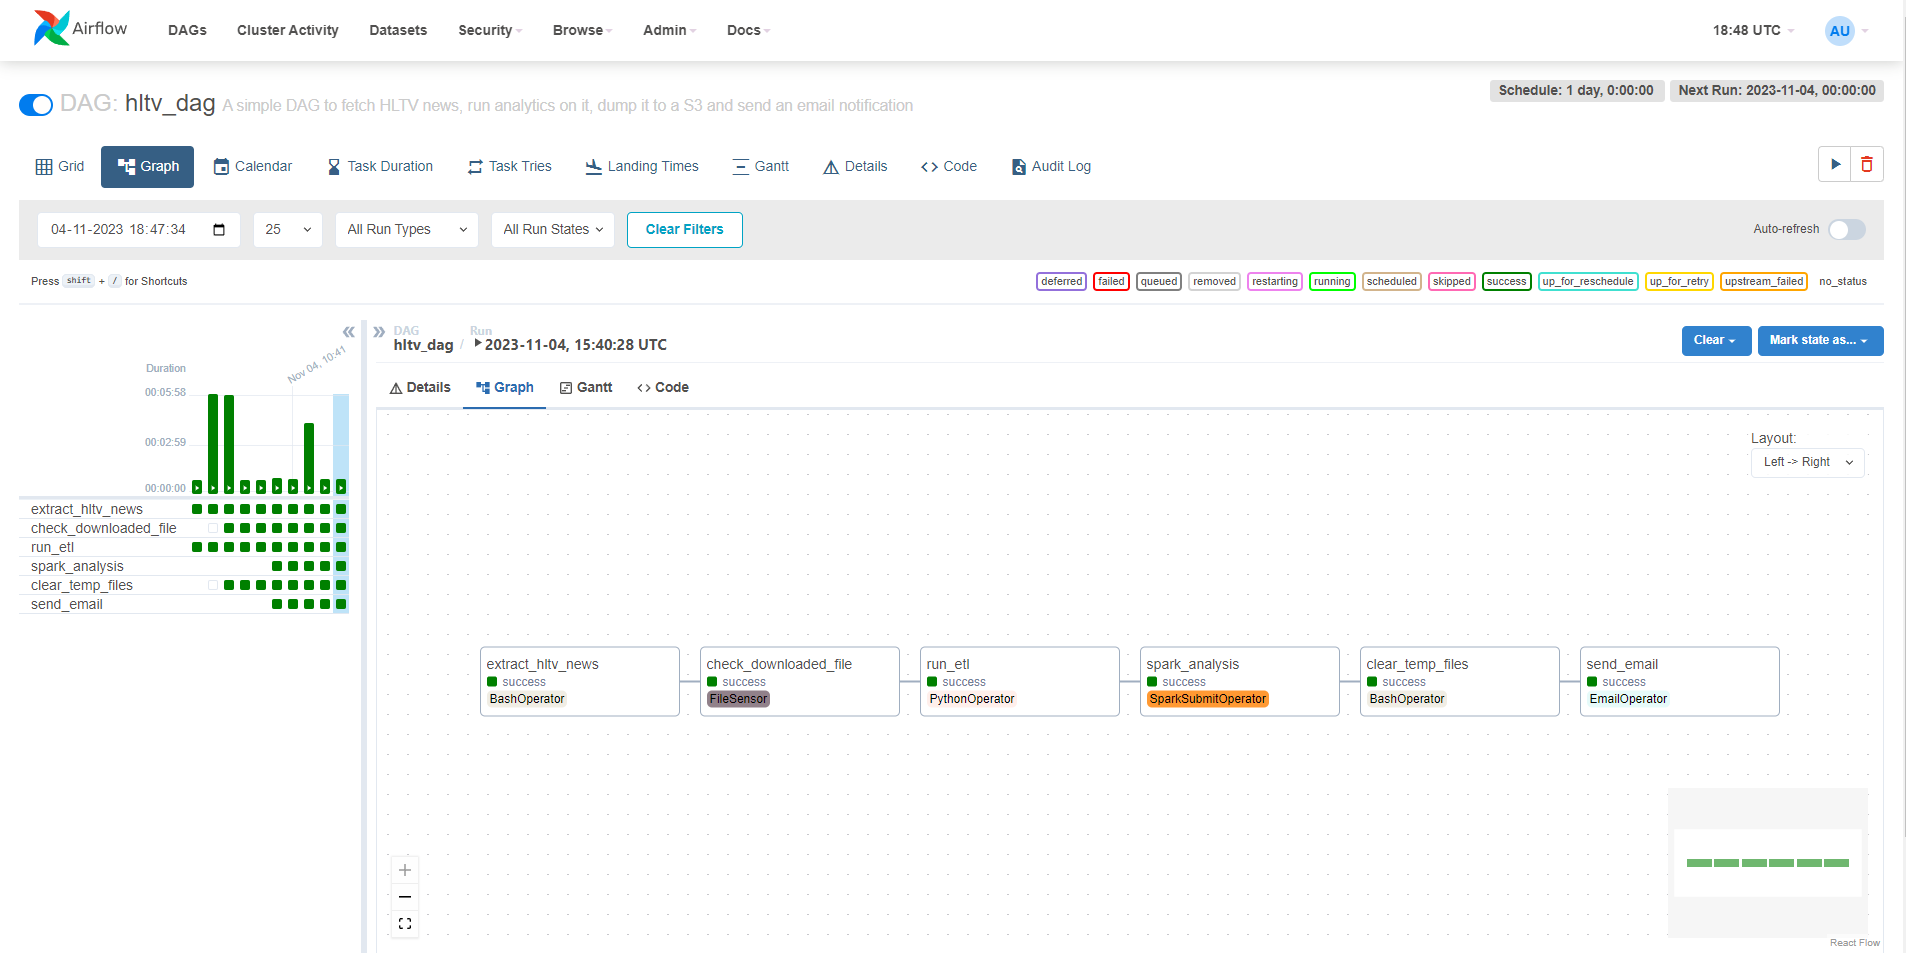 Airflow DAGs Cluster Activity Datasets Security Browse Admin Docs 18:48 UTC AU
DAG: hltv_dag A simple DAG to fetch HLTV news, run analytics on it, dump it to a S3 and send an email notification
Schedule: 1 day, 0:00:00 Next Run: 2023-11-04, 00:00:00
Grid Graph Calendar Task Duration Task Tries Landing Times Gantt Details Code Audit Log
04-11-2023 18:47:34 25 All Run Types All Run States Clear Filters Auto-refresh
Press shift + / for Shortcuts
deferred failed queued removed restarting running scheduled skipped success up_for_reschedule up_for_retry upstream_failed no_status
Duration
Nov 04, 10:41
00:05:58
00:02:59
00:00:00
extract_hltv_news
check_downloaded_file
run_etl
spark_analysis
clear_temp_files
send_email
DAG
hltv_dag
/
Run
2023-11-04, 15:40:28 UTC
Clear Mark state as...
Details Graph Gantt Code
Layout:
Left -> Right
extract_hltv_news
success
BashOperator
check_downloaded_file
success
FileSensor
run_etl
success
PythonOperator
spark_analysis
success
SparkSubmitOperator
clear_temp_files
success
BashOperator
send_email
success
EmailOperator
React Flow